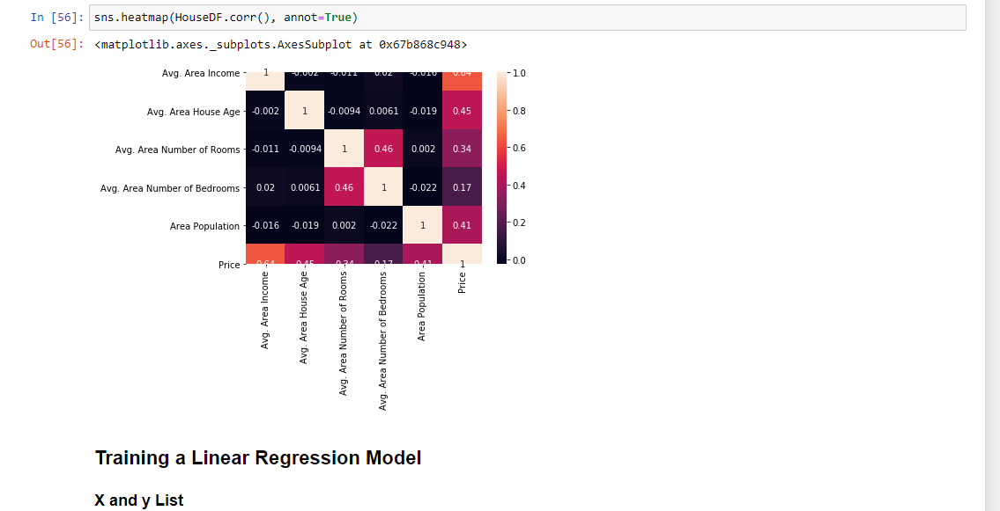 In [56]: sns.heatmap(HouseDF.corr(), annot=True)
Out[56]: <matplotlib.axes._subplots.AxesSubplot at 0x67b868c948>
Avg. Area Income 1 -0.002 -0.011 0.02 -0.016 0.64
Avg. Area House Age -0.002 1 -0.0094 0.0061 -0.019 0.45
Avg. Area Number of Rooms -0.011 -0.0094 1 0.46 0.002 0.34
Avg. Area Number of Bedrooms 0.02 0.0061 0.46 1 -0.022 0.17
Area Population -0.016 -0.019 0.002 -0.022 1 0.41
Price 0.64 0.45 0.34 0.17 0.41 1
Avg. Area Income
Avg. Area House Age
Avg. Area Number of Rooms
Avg. Area Number of Bedrooms
Area Population
Price
1.0
0.8
0.6
0.4
0.2
0.0
Training a Linear Regression Model
X and y List